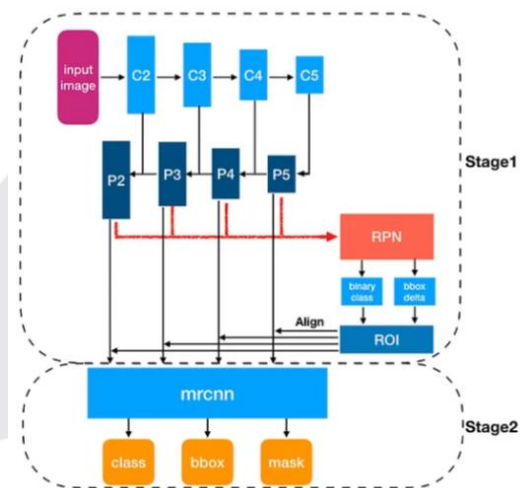 input
image
C2
C3
C4
C5
P2
P3
P4
P5
Stage1
RPN
binary
class
bbox
delta
Align
ROI
mrcnn
Stage2
class
bbox
mask